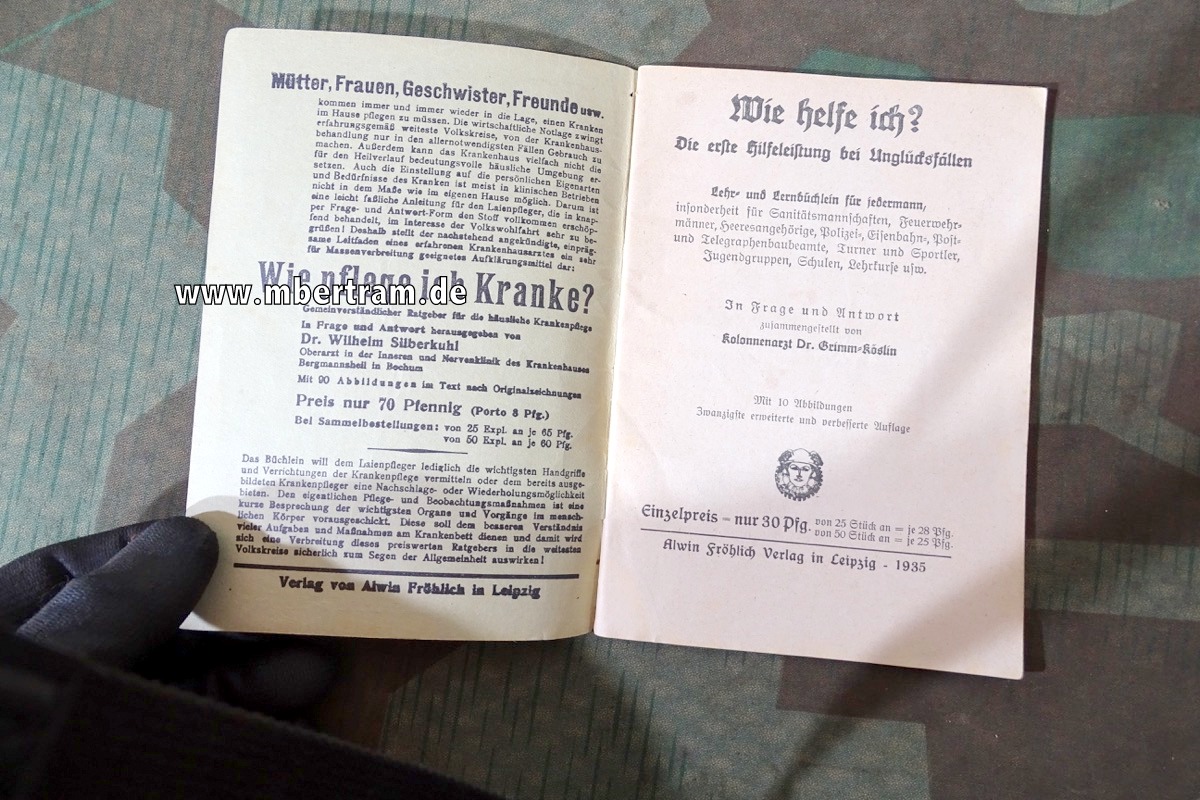 Mütter, Frauen, Geschwister, Freunde usw.
kommen immer und immer wieder in die Lage, einen Kranken
im Hause pflegen zu müssen. Die wirtschaftliche Notlage zwingt
erfahrungsgemäß weiteste Volkskreise, von der Krankenhaus-
behandlung nur in den allernotwendigsten Fällen Gebrauch zu
machen. Außerdem kann das Krankenhaus vielfach nicht die
für den Heilverlauf bedeutungsvolle häusliche Umgebung er-
setzen. Auch die Einstellung auf die persönlichen Eigenarten
und Bedürfnisse des Kranken ist meist in klinischen Betrieben
nicht in dem Maße wie im eigenen Hause möglich. Darum ist
eine leicht faßliche Anleitung für den Laienpfleger, die in knap-
per Frage- und Antwort-Form den Stoff vollkommen erschöp-
fend behandelt, im Interesse der Volkswohlfahrt sehr zu be-
grüßen! Deshalb stellt der nachstehend angekündigte, einpräg-
same Leitfaden eines erfahrenen Krankenhausarztes ein sehr
für Massenverbreitung geeignetes Aufklärungsmittel dar:
Wie pflege ich Kranke?
www.mbertram.de
Gemeinverständlicher Ratgeber für die häusliche Krankenpflege
In Frage und Antwort herausgegeben von
Dr. Wilhelm Silberkuhl
Oberarzt in der Inneren und Nervenklinik des Krankenhauses
Bergmannsheil in Bochum
Mit 90 Abbildungen im Text nach Originalzeichnungen
Preis nur 70 Pfennig (Porto 8 Pfg.)
Bei Sammelbestellungen: von 25 Expl. an je 65 Pfg.
von 50 Expl. an je 60 Pfg.
Das Büchlein will dem Laienpfleger lediglich die wichtigsten Handgriffe
und Verrichtungen der Krankenpflege vermitteln oder dem bereits ausge-
bildeten Krankenpfleger eine Nachschlage- oder Wiederholungsmöglichkeit
bieten. Den eigentlichen Pflege- und Beobachtungsmaßnahmen ist eine
kurze Besprechung der wichtigsten Organe und Vorgänge im mensch-
lichen Körper vorausgeschickt. Diese soll dem besseren Verständnis
vieler Aufgaben und Maßnahmen am Krankenbett dienen und damit wird
sich eine Verbreitung dieses preiswerten Ratgebers in die weitesten
Volkskreise sicherlich zum Segen der Allgemeinheit auswirken!
Verlag von Alwin Fröhlich in Leipzig
Wie helfe ich?
Die erste Hilfeleistung bei Unglücksfällen
Lehr- und Lernbüchlein für jedermann,
insonderheit für Sanitätsmannschaften, Feuerwehr-
männer, Heeresangehörige, Polizei-, Eisenbahn-, Post-
und Telegraphenbaubeamte, Turner und Sportler,
Jugendgruppen, Schulen, Lehrkurse usw.
In Frage und Antwort
zusammengestellt von
Kolonnenarzt Dr. Grimm-Köslin
Mit 10 Abbildungen
Zwanzigste erweiterte und verbesserte Auflage
Einzelpreis = nur 30 Pfg. von 25 Stück an = je 28 Pfg.
von 50 Stück an = je 25 Pfg.
Alwin Fröhlich Verlag in Leipzig - 1935